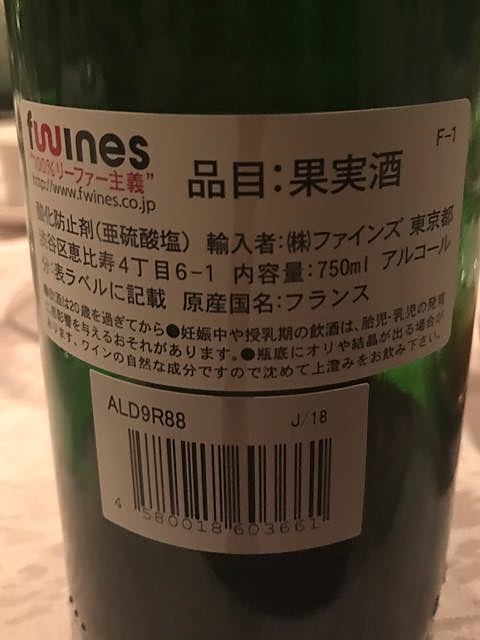 fwines
"100%リーファー主義"
http://www.fwines.co.jp
F-1
品目:果実酒
酸化防止剤(亜硫酸塩) 輸入者:㈱ファインズ 東京都
渋谷区恵比寿4丁目6-1 内容量:750ml アルコール
分:表ラベルに記載 原産国名:フランス
●飲酒は20歳を過ぎてから●妊娠中や授乳期の飲酒は、胎児・乳児の発育
に悪影響を与えるおそれがあります。●瓶底にオリや結晶が出る場合が
あります。ワインの自然な成分ですので沈めて上澄みをお飲み下さい。
ALD9R88 J/18
4 580018 603661